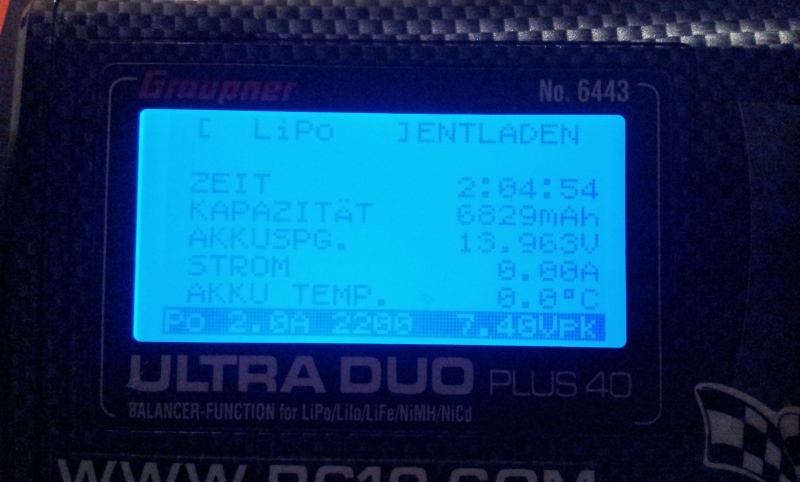 Graupner
No. 6443
[ LiPo ]ENTLADEN
ZEIT 2:04:54
KAPAZITÄT 6829mAh
AKKUSPG. 13.963V
STROM 0.00A
AKKU TEMP. 0.0°C
Po 2.0A 2200 7.40Vpk
ULTRA DUO PLUS 40
BALANCER-FUNCTION for LiPo/LiIo/LiFe/NiMH/NiCd